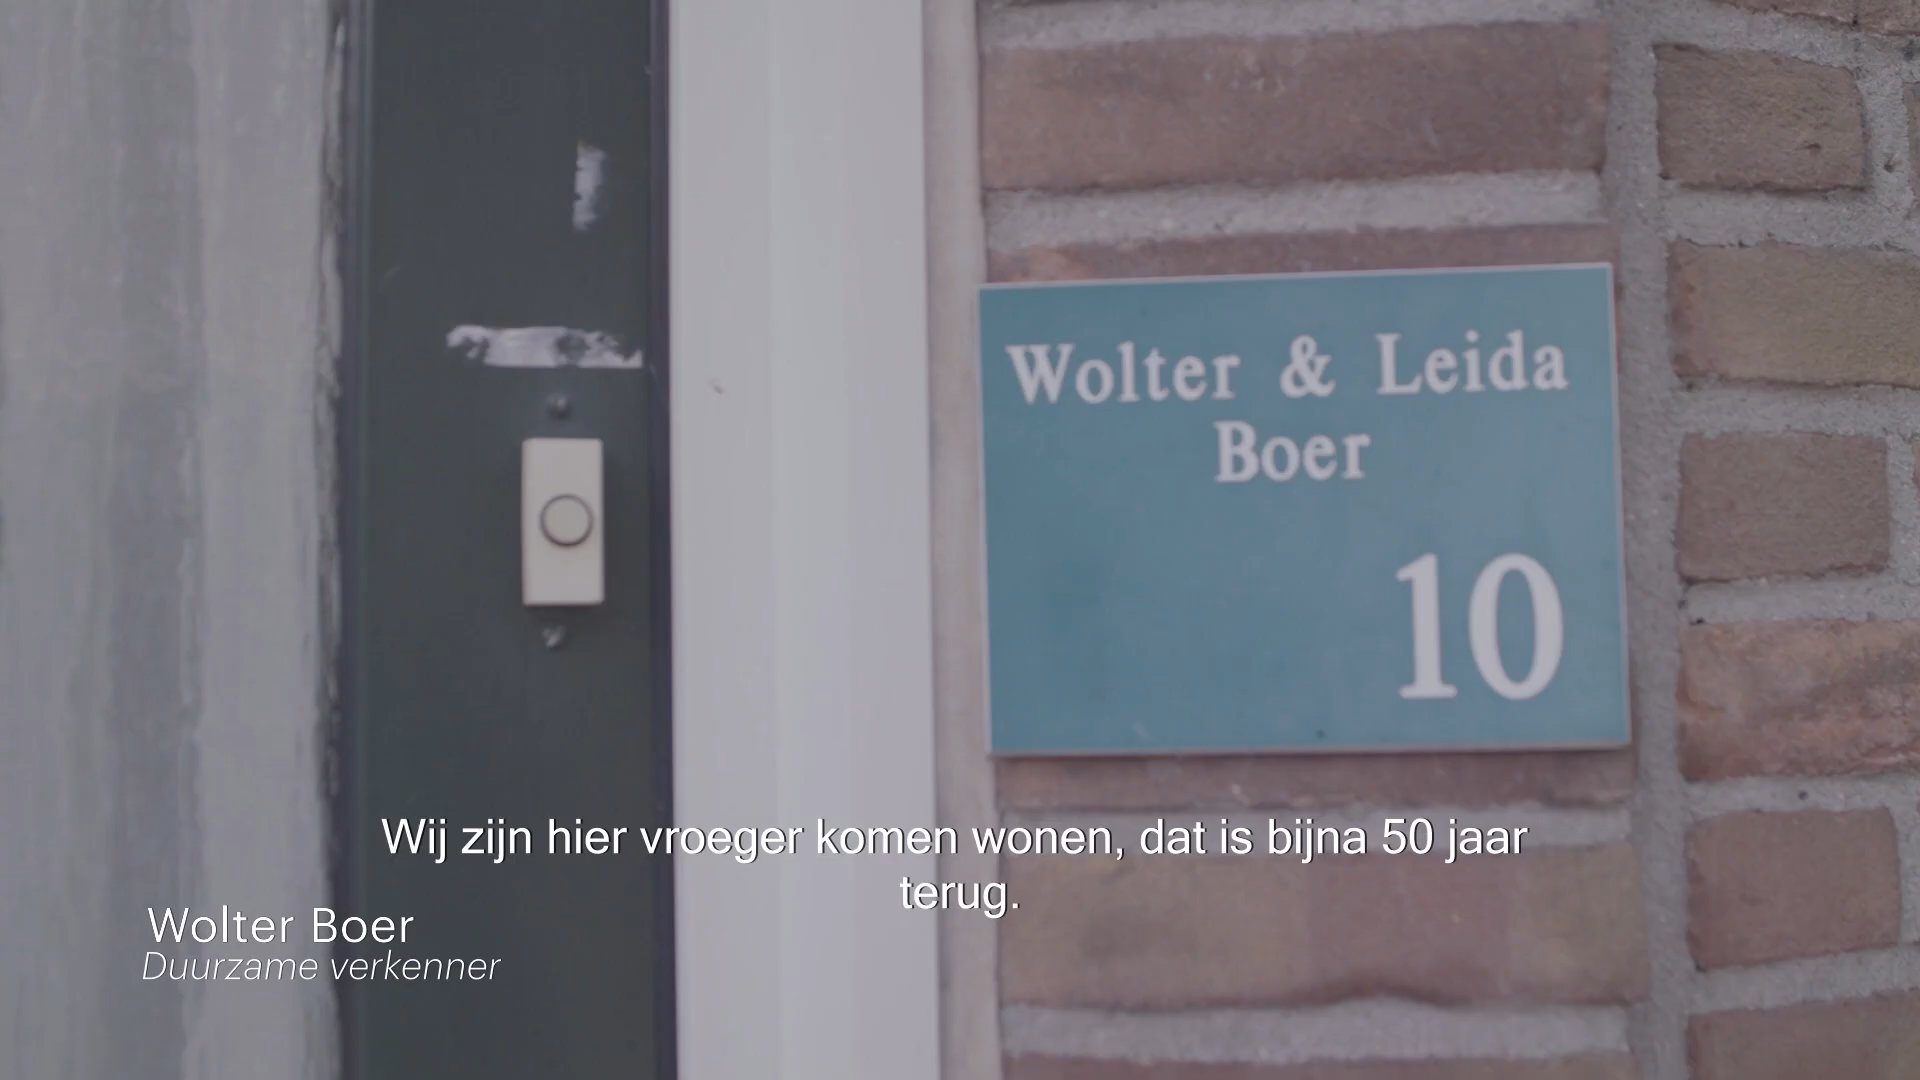 Wolter & Leida
Boer
10
Wij zijn hier vroeger komen wonen, dat is bijna 50 jaar
terug.
Wolter Boer
Duurzame verkenner